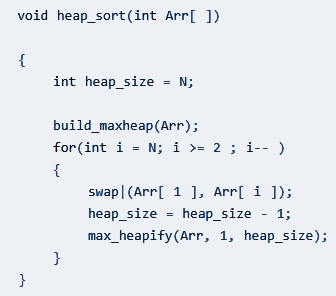 void heap_sort(int Arr[ ])
{
int heap_size = N;
build_maxheap(Arr);
for(int i = N; i >= 2 ; i-- )
{
swap|(Arr[ 1 ], Arr[ i ]);
heap_size = heap_size - 1;
max_heapify(Arr, 1, heap_size);
}
}